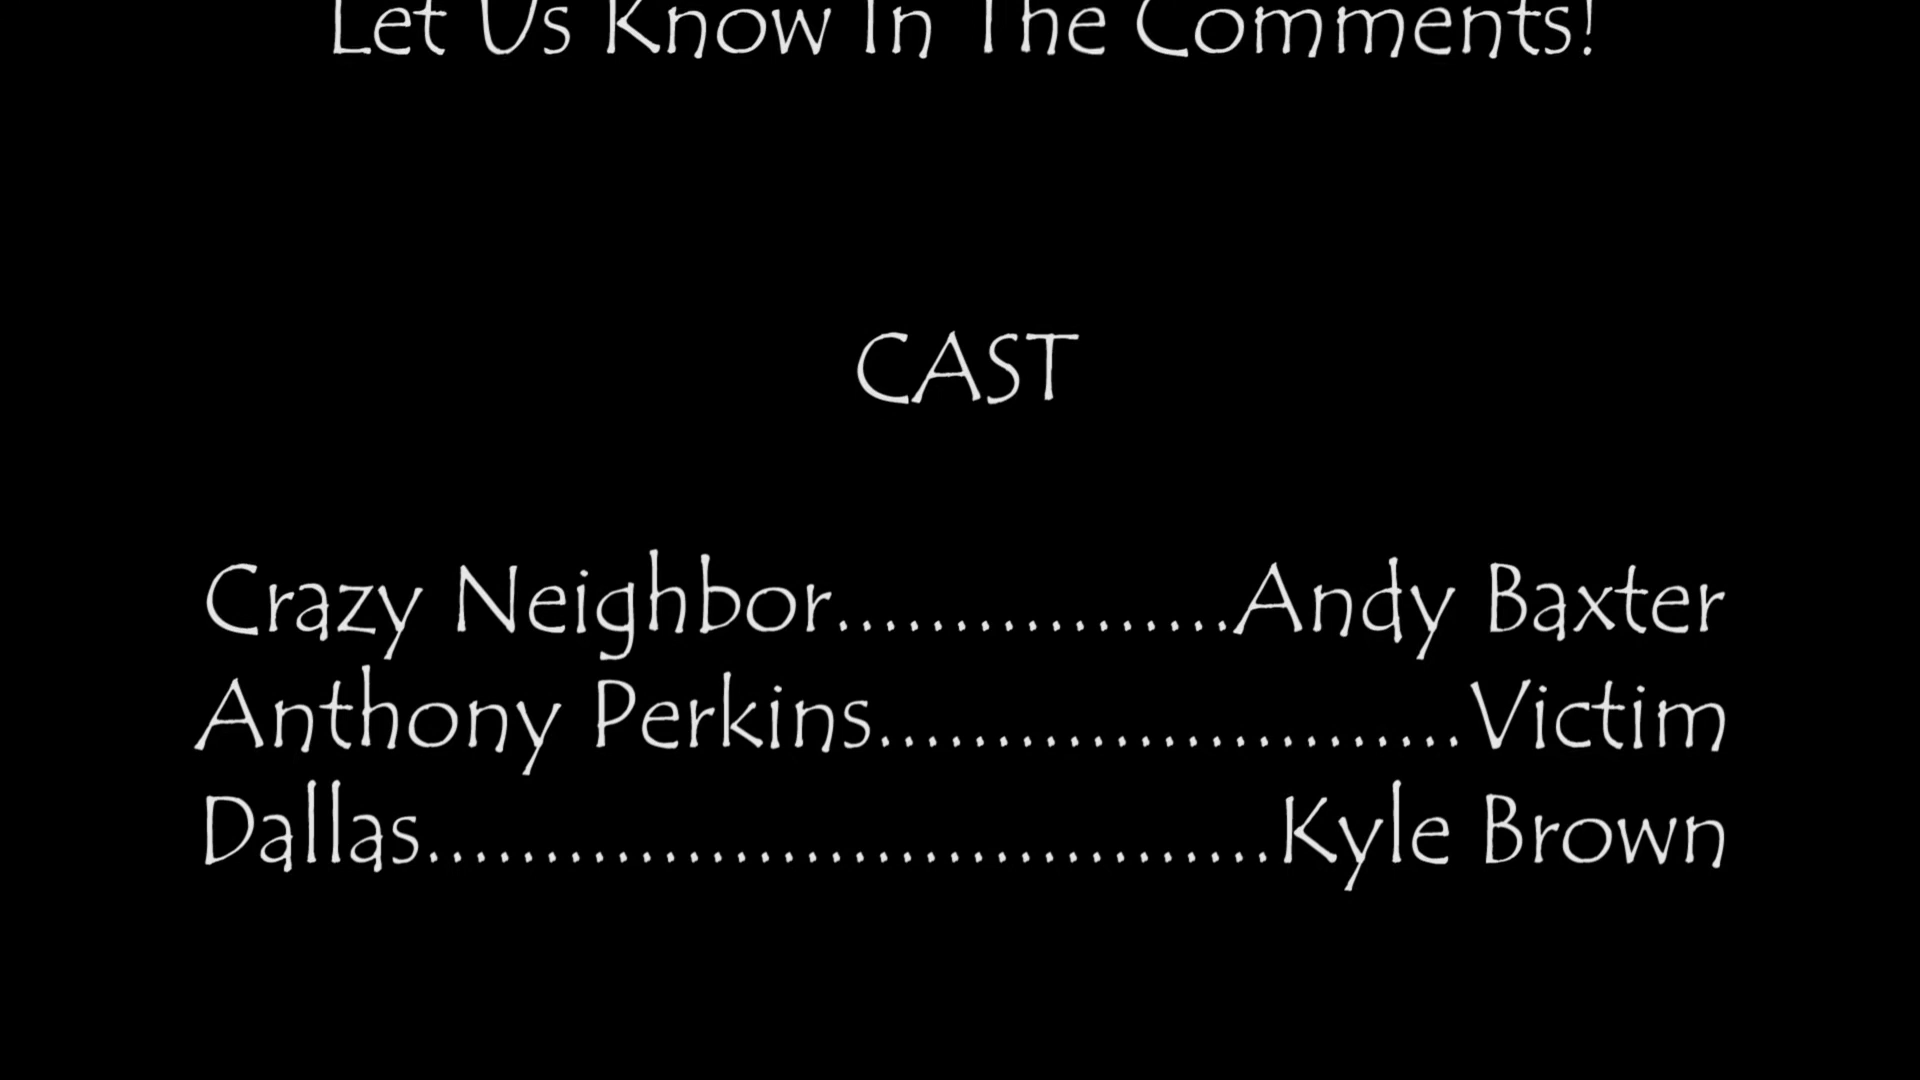 Let Us Know In The Comments!
CAST
Crazy Neighbor.................Andy Baxter
Anthony Perkins.........................Victim
Dallas....................................Kyle Brown